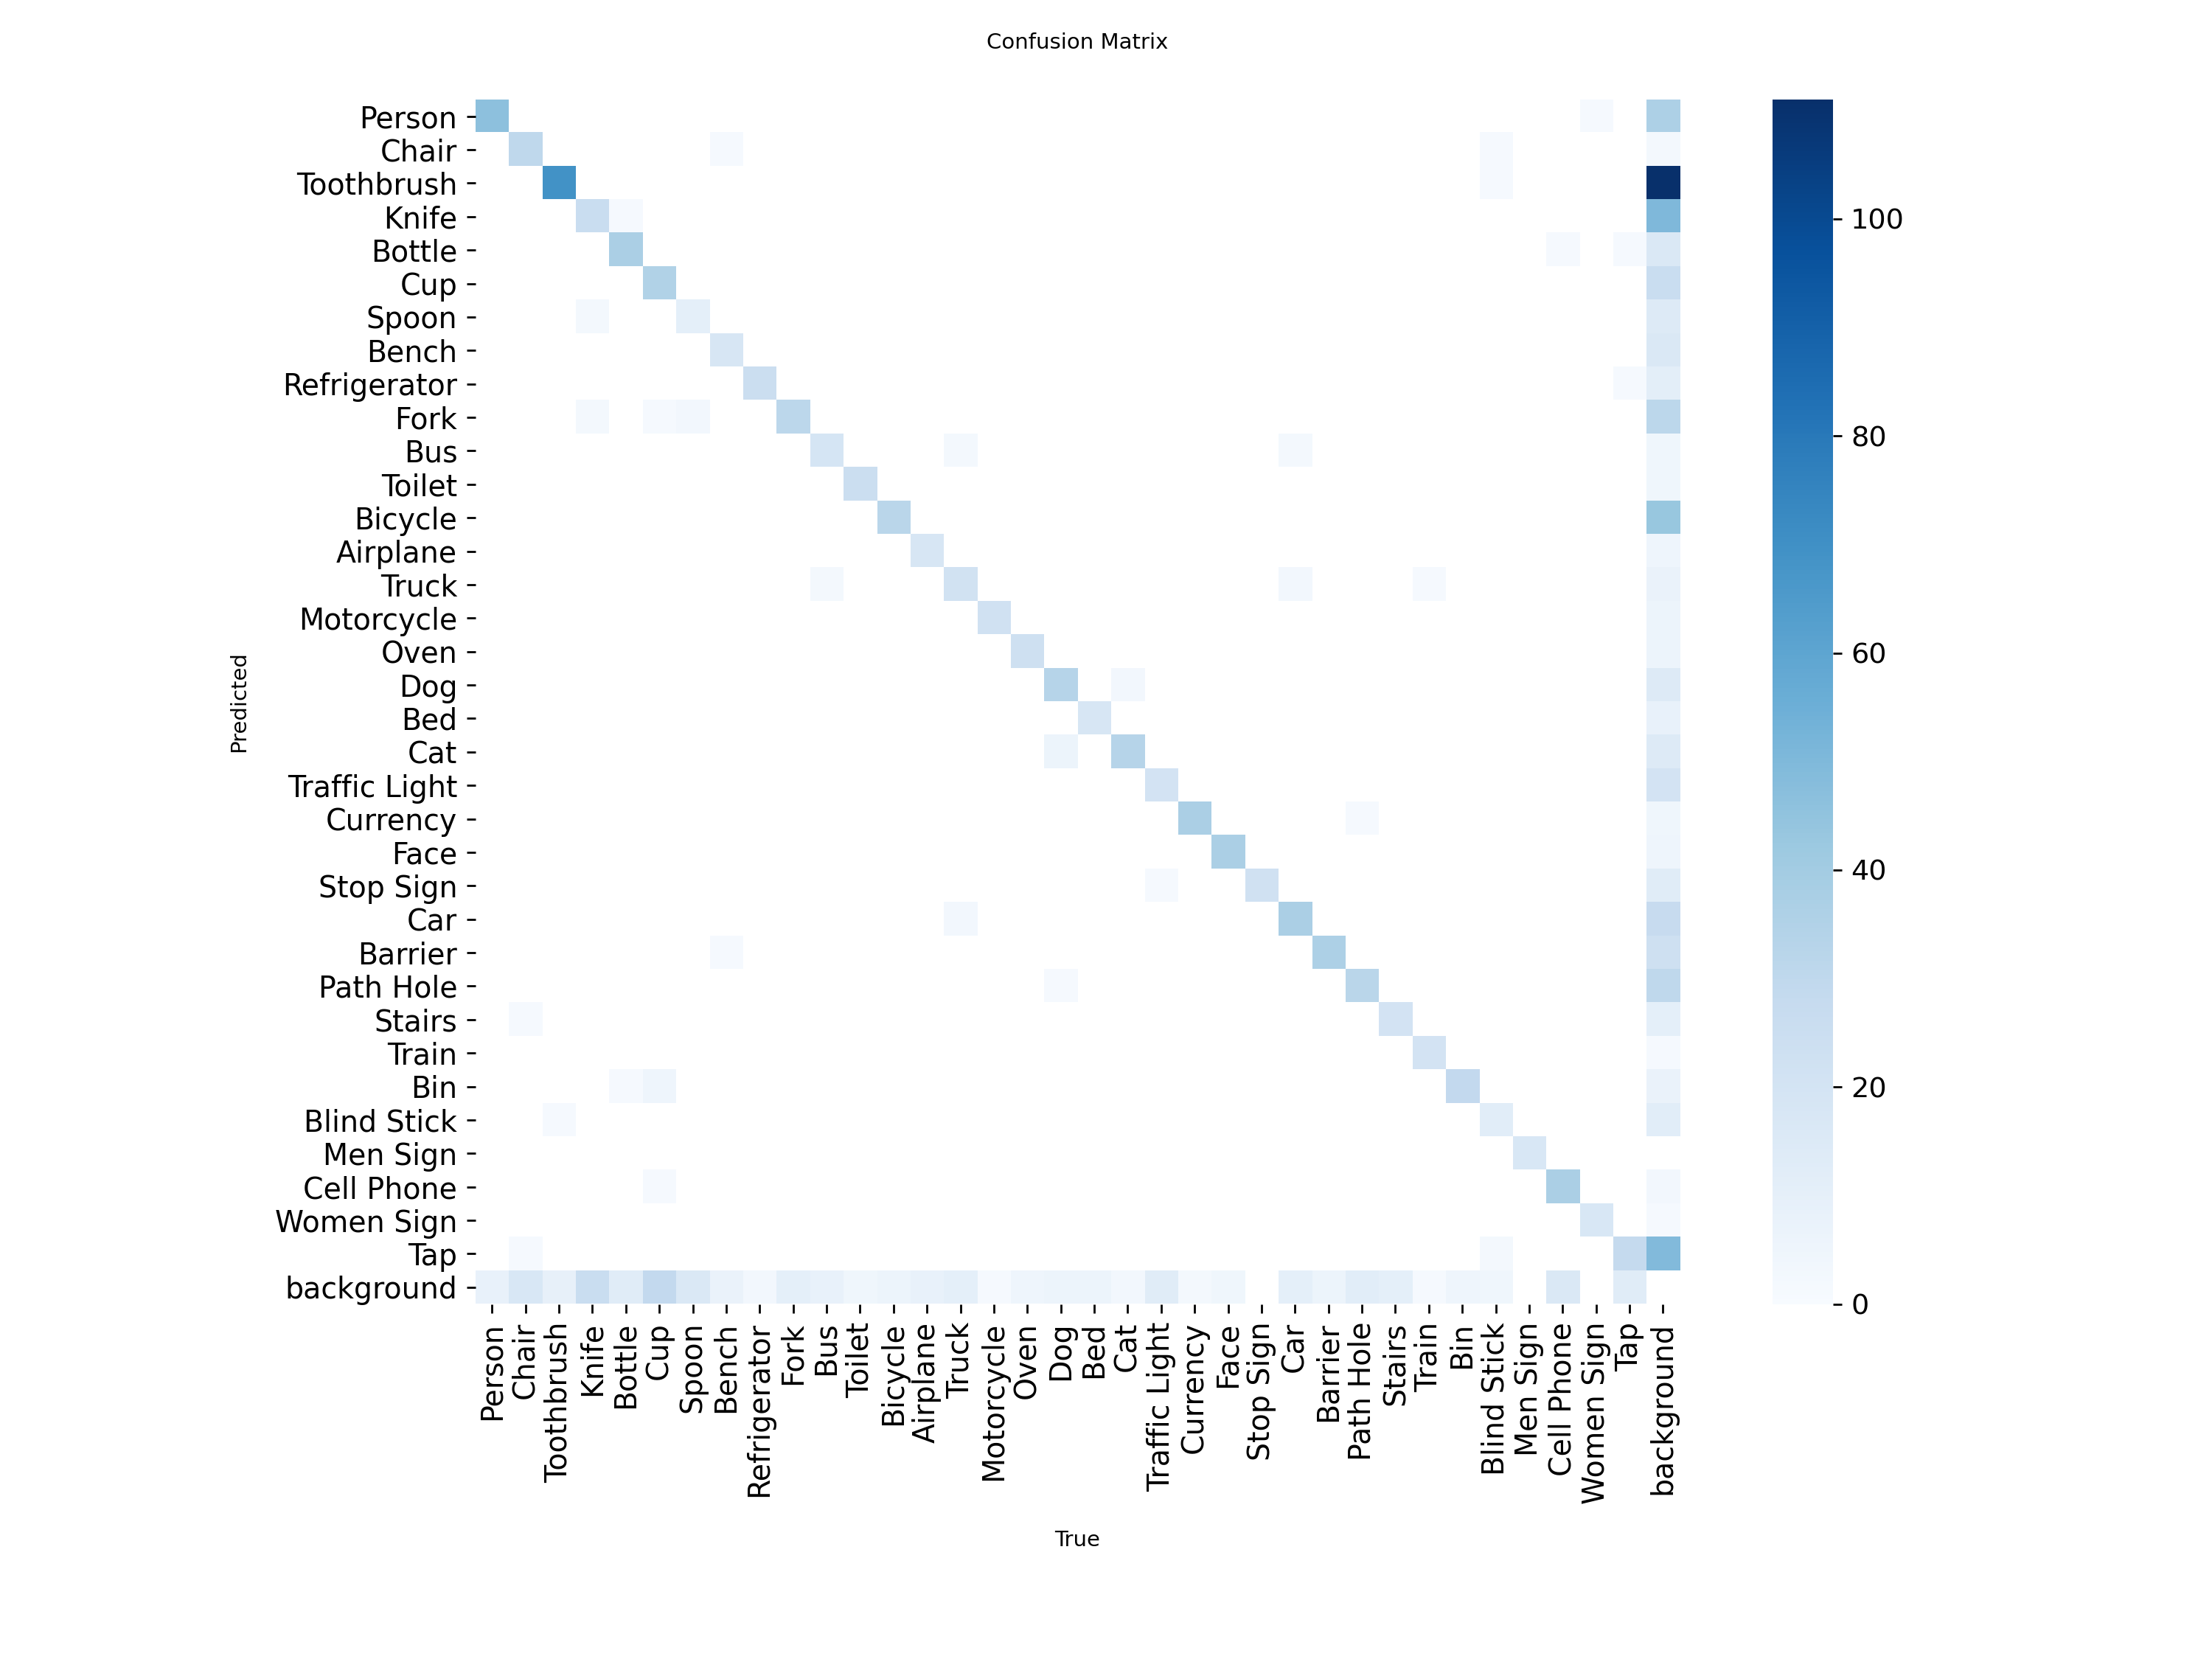 Confusion Matrix
Person
Chair
Toothbrush
Knife
Bottle
Cup
Spoon
Bench
Refrigerator
Fork
Bus
Toilet
Bicycle
Airplane
Truck
Motorcycle
Oven
Dog
Bed
Cat
Traffic Light
Currency
Face
Stop Sign
Car
Barrier
Path Hole
Stairs
Train
Bin
Blind Stick
Men Sign
Cell Phone
Women Sign
Tap
background
Predicted
Person
Chair
Toothbrush
Knife
Bottle
Cup
Spoon
Bench
Refrigerator
Fork
Bus
Toilet
Bicycle
Airplane
Truck
Motorcycle
Oven
Dog
Bed
Cat
Traffic Light
Currency
Face
Stop Sign
Car
Barrier
Path Hole
Stairs
Train
Bin
Blind Stick
Men Sign
Cell Phone
Women Sign
Tap
background
True
100
80
60
40
20
0